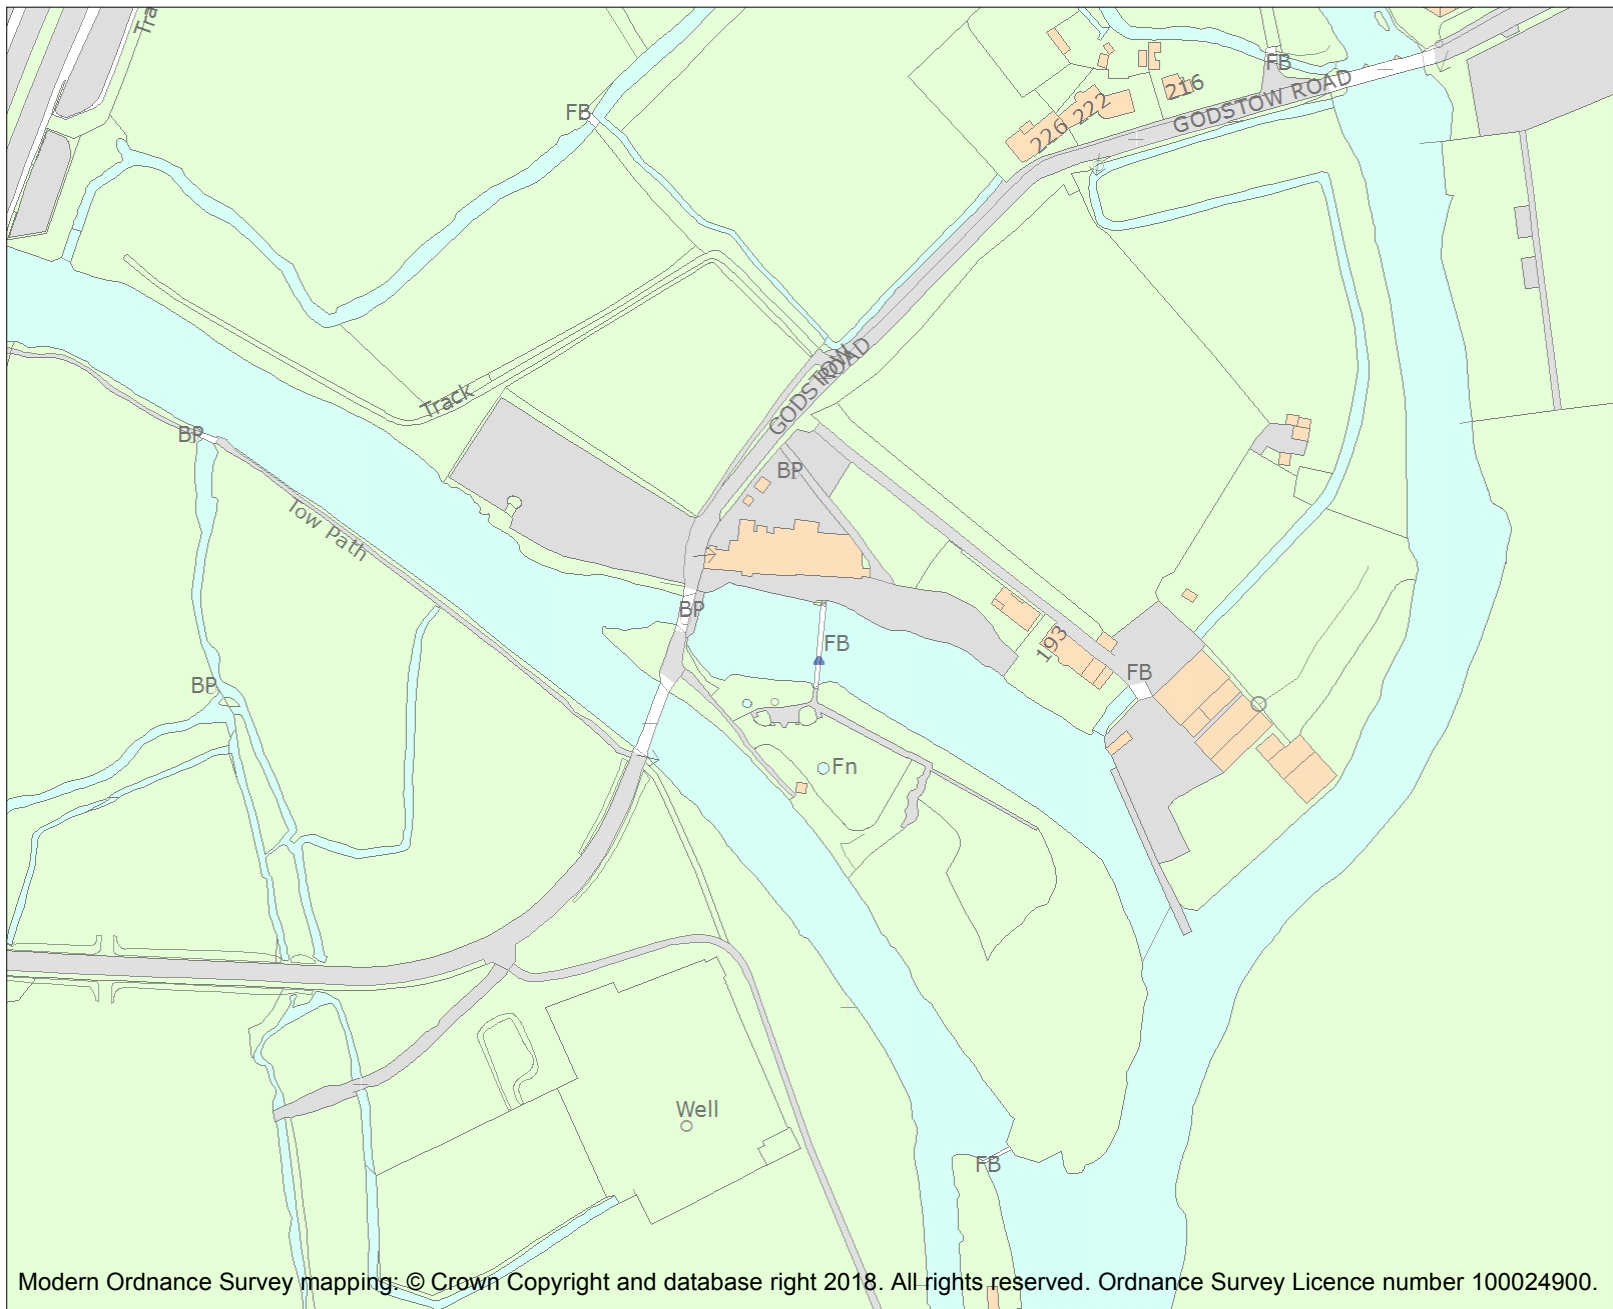 Tra
FB
FB
216
GODSTOW ROAD
226 222
GODSTOW
ROAD
Track
BP
BP
Tow Path
BP
FB
193
FB
BP
Fn
Well
FB
Modern Ordnance Survey mapping: © Crown Copyright and database right 2018. All rights reserved. Ordnance Survey Licence number 100024900.